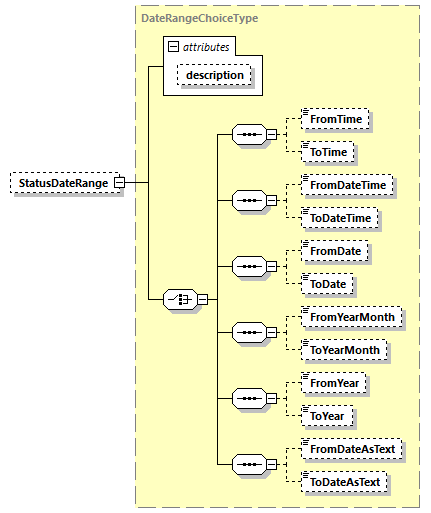 DateRangeChoiceType
attributes
description
FromTime
ToTime
StatusDateRange
FromDateTime
ToDateTime
FromDate
ToDate
FromYearMonth
ToYearMonth
FromYear
ToYear
FromDateAsText
ToDateAsText